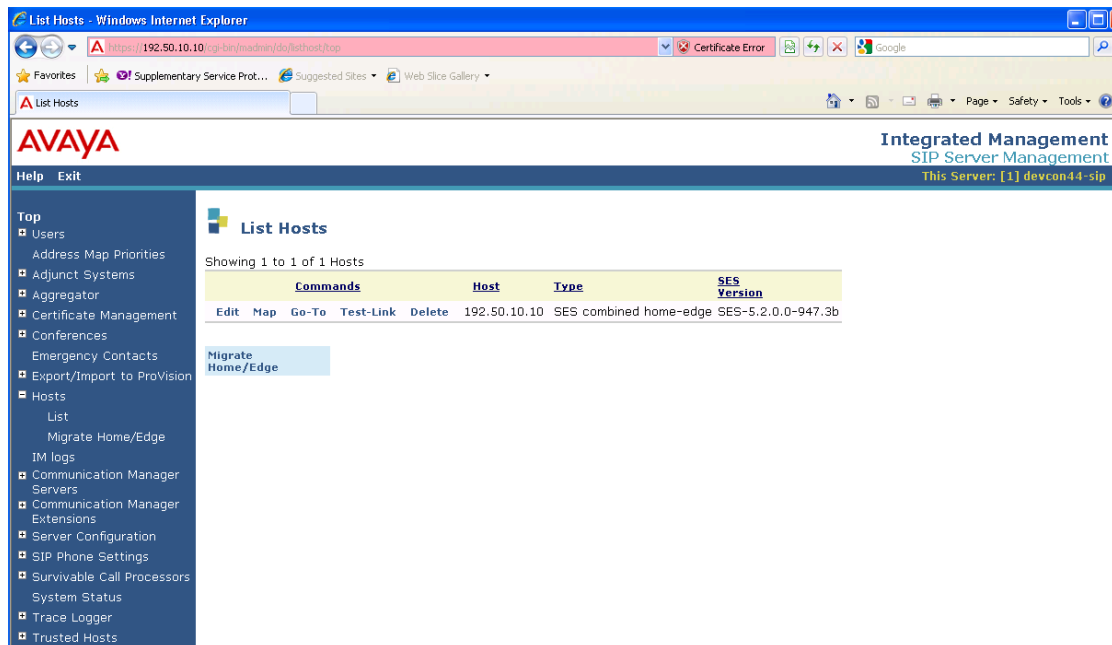 List Hosts - Windows Internet Explorer
https://192.50.10.10/cgi-bin/madmin/do/listhost/top
Certificate Error
Google
Favorites
Supplementary Service Prot...
Suggested Sites
Web Slice Gallery
List Hosts
Page
Safety
Tools
AVAYA
Integrated Management
SIP Server Management
Help Exit
This Server: [1] devcon44-sip
Top
Users
Address Map Priorities
Adjunct Systems
Aggregator
Certificate Management
Conferences
Emergency Contacts
Export/Import to ProVision
Hosts
List
Migrate Home/Edge
IM logs
Communication Manager
Servers
Communication Manager
Extensions
Server Configuration
SIP Phone Settings
Survivable Call Processors
System Status
Trace Logger
Trusted Hosts
List Hosts
Showing 1 to 1 of 1 Hosts
Commands Host Type SES
Version
Edit Map Go-To Test-Link Delete 192.50.10.10 SES combined home-edge SES-5.2.0.0-947.3b
Migrate
Home/Edge